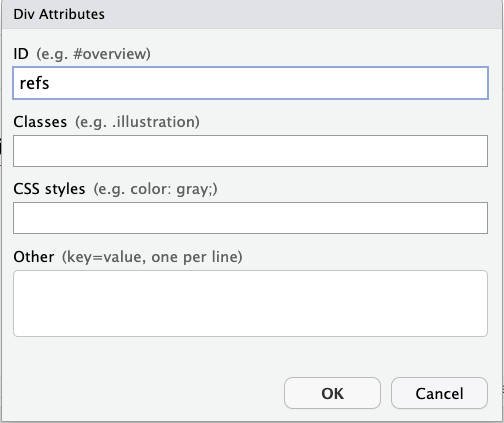 Div Attributes
ID (e.g. #overview)
refs
Classes (e.g. .illustration)
CSS styles (e.g. color: gray;)
Other (key=value, one per line)
OK Cancel